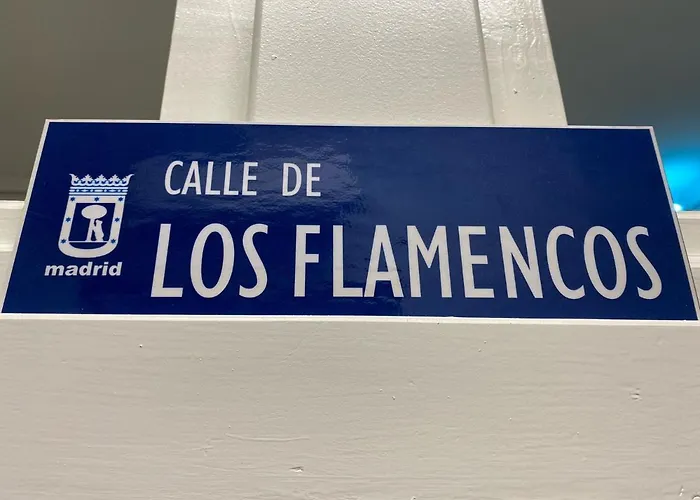 CALLE DE
LOS FLAMENCOS
madrid